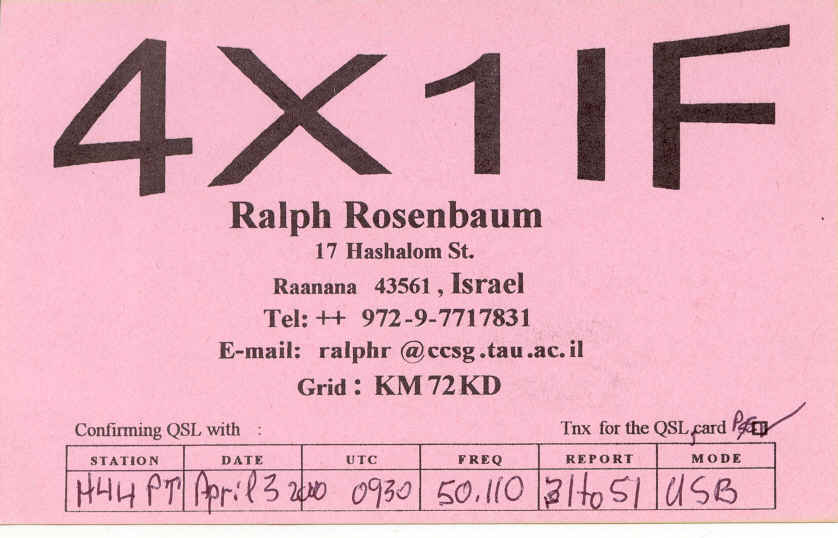 4X1IF
Ralph Rosenbaum
17 Hashalom St.
Raanana 43561 , Israel
Tel: ++ 972-9-7717831
E-mail: ralphr @ccsg.tau.ac.il
Grid : KM72KD
Confirming QSL with : Tnx for the QSL card
STATION DATE UTC FREQ REPORT MODE
H44PT April 3 2000 0930 50.110 31 to 51 USB